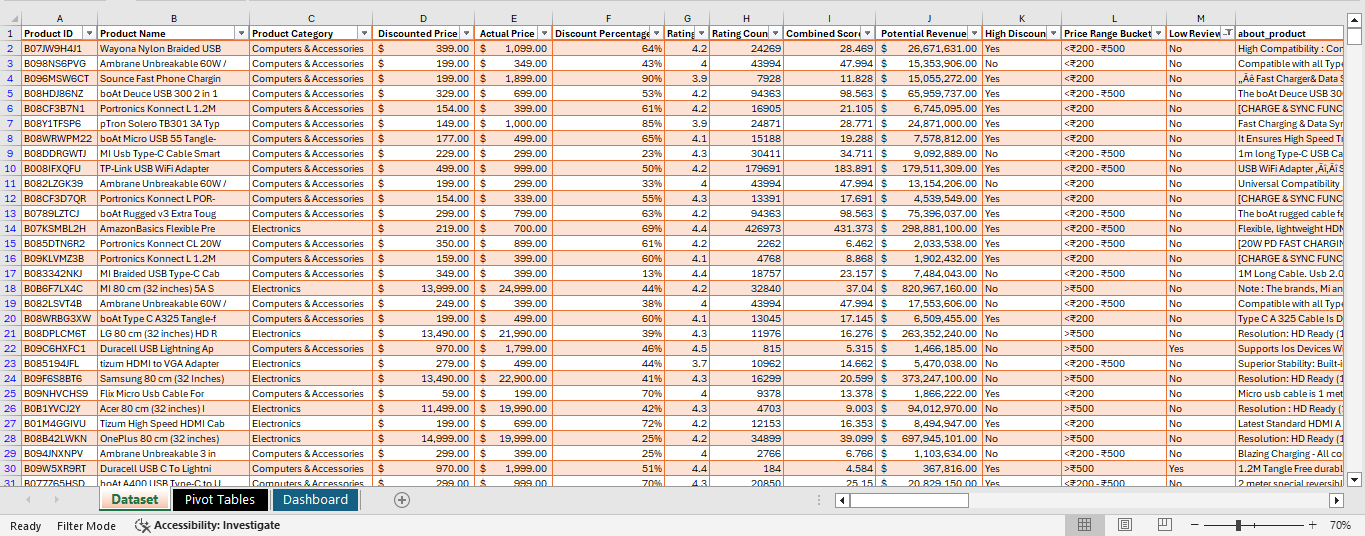 A B C D E F G H I J K L M
1 Product ID Product Name Product Category Discounted Price Actual Price Discount Percentage Rating Rating Coun Combined Score Potential Revenue High Discoun Price Range Bucket Low Review about_product
2 B07JW9H4J1 Wayona Nylon Braided USB Computers & Accessories $ 399.00 $ 1,099.00 64% 4.2 24269 28.469 $ 26,671,631.00 Yes <₹200 - ₹500 No High Compatibility : Con
3 B098NS6PVG Ambrane Unbreakable 60W / Computers & Accessories $ 199.00 $ 349.00 43% 4 43994 47.994 $ 15,353,906.00 No <₹200 No Compatible with all Type
4 B096MSW6CT Sounce Fast Phone Chargin Computers & Accessories $ 199.00 $ 1,899.00 90% 3.9 7928 11.828 $ 15,055,272.00 Yes <₹200 No „Äê Fast Charger& Data S
5 B08HDJ86NZ boAt Deuce USB 300 2 in 1 Computers & Accessories $ 329.00 $ 699.00 53% 4.2 94363 98.563 $ 65,959,737.00 Yes <₹200 - ₹500 No The boAt Deuce USB 30
6 B08CF3B7N1 Portronics Konnect L 1.2M Computers & Accessories $ 154.00 $ 399.00 61% 4.2 16905 21.105 $ 6,745,095.00 Yes <₹200 No [CHARGE & SYNC FUNC
7 B08Y1TFSP6 pTron Solero TB301 3A Typ Computers & Accessories $ 149.00 $ 1,000.00 85% 3.9 24871 28.771 $ 24,871,000.00 Yes <₹200 No Fast Charging & Data Syn
8 B08WRWPM22 boAt Micro USB 55 Tangle- Computers & Accessories $ 177.00 $ 499.00 65% 4.1 15188 19.288 $ 7,578,812.00 Yes <₹200 No It Ensures High Speed Tr
9 B08DDRGWTJ MI Usb Type-C Cable Smart Computers & Accessories $ 229.00 $ 299.00 23% 4.3 30411 34.711 $ 9,092,889.00 No <₹200 - ₹500 No 1m long Type-C USB Ca
10 B008IFXQFU TP-Link USB WiFi Adapter Computers & Accessories $ 499.00 $ 999.00 50% 4.2 179691 183.891 $ 179,511,309.00 Yes <₹200 - ₹500 No USB WiFi Adapter
11 B082LZGK39 Ambrane Unbreakable 60W / Computers & Accessories $ 199.00 $ 299.00 33% 4 43994 47.994 $ 13,154,206.00 No <₹200 No Universal Compatibility
12 B08CF3D7QR Portronics Konnect L POR- Computers & Accessories $ 154.00 $ 339.00 55% 4.3 13391 17.691 $ 4,539,549.00 Yes <₹200 No [CHARGE & SYNC FUNC
13 B0789LZTCJ boAt Rugged v3 Extra Toug Computers & Accessories $ 299.00 $ 799.00 63% 4.2 94363 98.563 $ 75,396,037.00 Yes <₹200 - ₹500 No The boAt rugged cable fe
14 B07KSMBL2H AmazonBasics Flexible Pre Electronics $ 219.00 $ 700.00 69% 4.4 426973 431.373 $ 298,881,100.00 Yes <₹200 - ₹500 No Flexible, lightweight HDM
15 B085DTN6R2 Portronics Konnect CL 20W Computers & Accessories $ 350.00 $ 899.00 61% 4.2 2262 6.462 $ 2,033,538.00 Yes <₹200 - ₹500 No [20W PD FAST CHARGIN
16 B09KLVMZ3B Portronics Konnect L 1.2M Computers & Accessories $ 159.00 $ 399.00 60% 4.1 4768 8.868 $ 1,902,432.00 Yes <₹200 No [CHARGE & SYNC FUNC
17 B083342NKJ MI Braided USB Type-C Cab Computers & Accessories $ 349.00 $ 399.00 13% 4.4 18757 23.157 $ 7,484,043.00 No <₹200 - ₹500 No 1M Long Cable. Usb 2.0
18 B0B6F7LX4C MI 80 cm (32 inches) 5A S Electronics $ 13,999.00 $ 24,999.00 44% 4.2 32840 37.04 $ 820,967,160.00 No >₹500 No Note : The brands, Mi an
19 B082LSVT4B Ambrane Unbreakable 60W / Computers & Accessories $ 249.00 $ 399.00 38% 4 43994 47.994 $ 17,553,606.00 No <₹200 - ₹500 No Compatible with all Type
20 B08WRBG3XW boAt Type C A325 Tangle-f Computers & Accessories $ 199.00 $ 499.00 60% 4.1 13045 17.145 $ 6,509,455.00 Yes <₹200 No Type C A 325 Cable Is D
21 B08DPLCM6T LG 80 cm (32 inches) HD R Electronics $ 13,490.00 $ 21,990.00 39% 4.3 11976 16.276 $ 263,352,240.00 No >₹500 No Resolution: HD Ready (1
22 B09C6HXFC1 Duracell USB Lightning Ap Computers & Accessories $ 970.00 $ 1,799.00 46% 4.5 815 5.315 $ 1,466,185.00 No >₹500 Yes Supports Ios Devices W
23 B085194JFL tizum HDMI to VGA Adapter Electronics $ 279.00 $ 499.00 44% 3.7 10962 14.662 $ 5,470,038.00 No <₹200 - ₹500 No Superior Stability: Built-i
24 B09F6S8BT6 Samsung 80 cm (32 Inches) Electronics $ 13,490.00 $ 22,900.00 41% 4.3 16299 20.599 $ 373,247,100.00 No >₹500 No Resolution: HD Ready (1
25 B09NHVCHS9 Flix Micro Usb Cable For Computers & Accessories $ 59.00 $ 199.00 70% 4 9378 13.378 $ 1,866,222.00 Yes <₹200 No Micro usb cable is 1 met
26 B0B1YVCJ2Y Acer 80 cm (32 inches) I Electronics $ 11,499.00 $ 19,990.00 42% 4.3 4703 9.003 $ 94,012,970.00 No >₹500 No Resolution : HD Ready (
27 B01M4GGIVU Tizum High Speed HDMI Cab Electronics $ 199.00 $ 699.00 72% 4.2 12153 16.353 $ 8,494,947.00 Yes <₹200 No Latest Standard HDMI A
28 B08B42LWKN OnePlus 80 cm (32 inches) Electronics $ 14,999.00 $ 19,999.00 25% 4.2 34899 39.099 $ 697,945,101.00 No >₹500 No Resolution: HD Ready (1
29 B094JNXNPV Ambrane Unbreakable 3 in Computers & Accessories $ 299.00 $ 399.00 25% 4 2766 6.766 $ 1,103,634.00 No <₹200 - ₹500 No Blazing Charging - All co
30 B09W5XR9RT Duracell USB C To Lightni Computers & Accessories $ 970.00 $ 1,999.00 51% 4.4 184 4.584 $ 367,816.00 Yes >₹500 Yes 1.2M Tangle Free durabl
31 B077Z65HSD boAt A400 USB Type-C to U Computers & Accessories $ 299.00 $ 999.00 70% 4.3 20850 25.15 $ 20,829,150.00 Yes <₹200 - ₹500 No 2 meter special reversibl
Dataset Pivot Tables Dashboard
Ready Filter Mode Accessibility: Investigate 70%